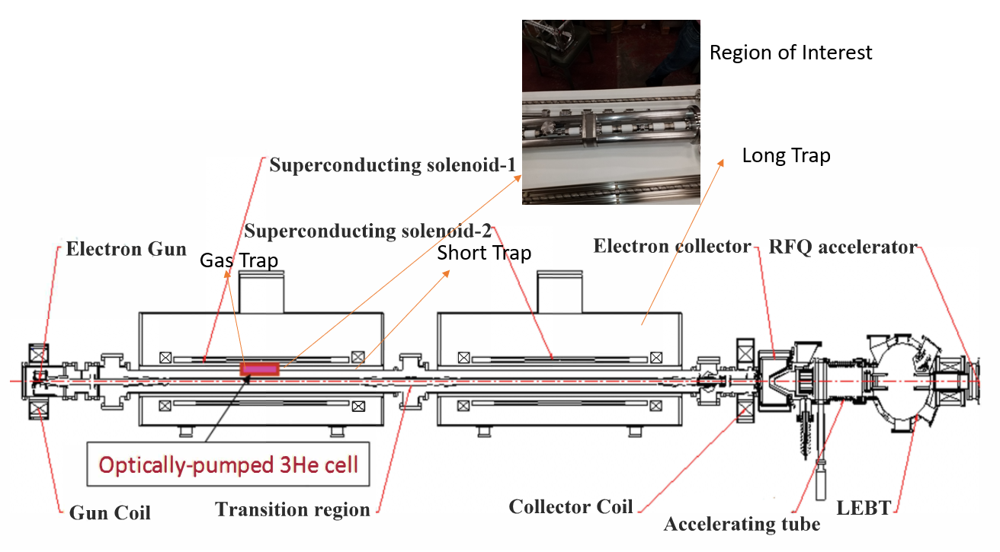 Region of Interest
Long Trap
Superconducting solenoid-1
Superconducting solenoid-2
Electron Gun
Gas Trap
Short Trap
Electron collector
RFQ accelerator
Optically-pumped 3He cell
Gun Coil
Transition region
Collector Coil
Accelerating tube
LEBT